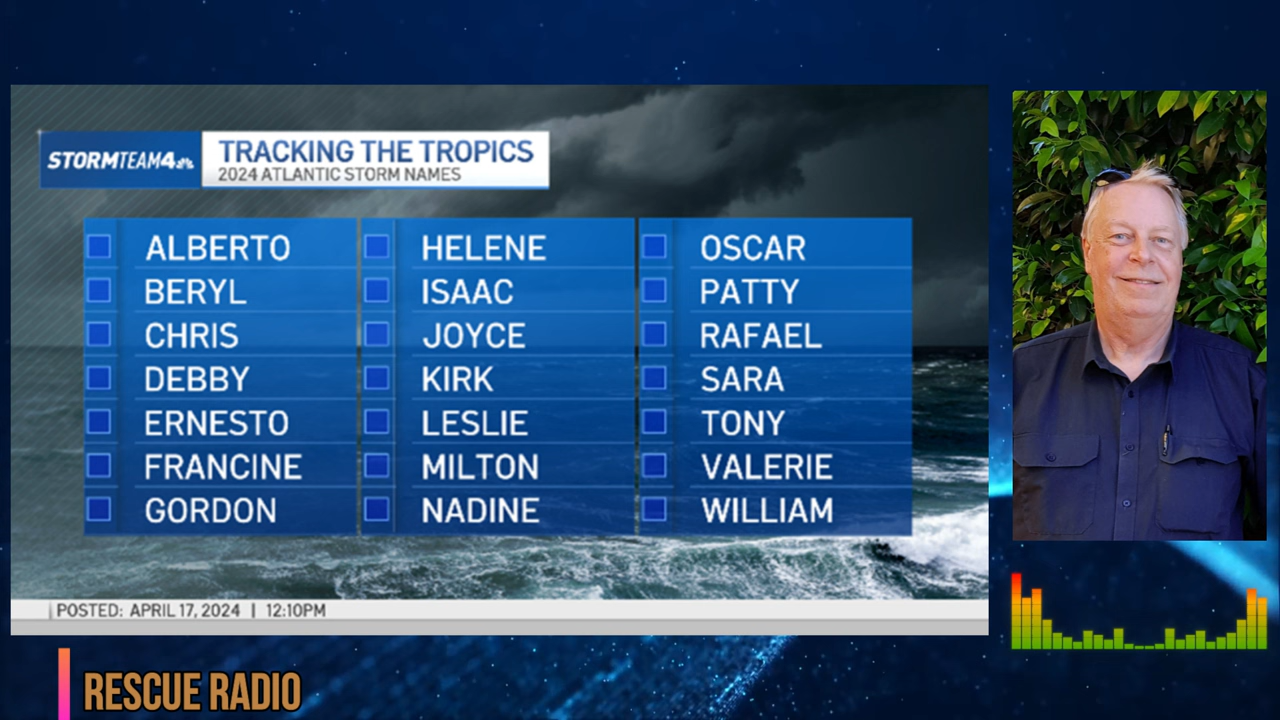 STORMTEAM4
TRACKING THE TROPICS
2024 ATLANTIC STORM NAMES
ALBERTO
BERYL
CHRIS
DEBBY
ERNESTO
FRANCINE
GORDON
HELENE
ISAAC
JOYCE
KIRK
LESLIE
MILTON
NADINE
OSCAR
PATTY
RAFAEL
SARA
TONY
VALERIE
WILLIAM
POSTED: APRIL 17, 2024 | 12:10PM
RESCUE RADIO